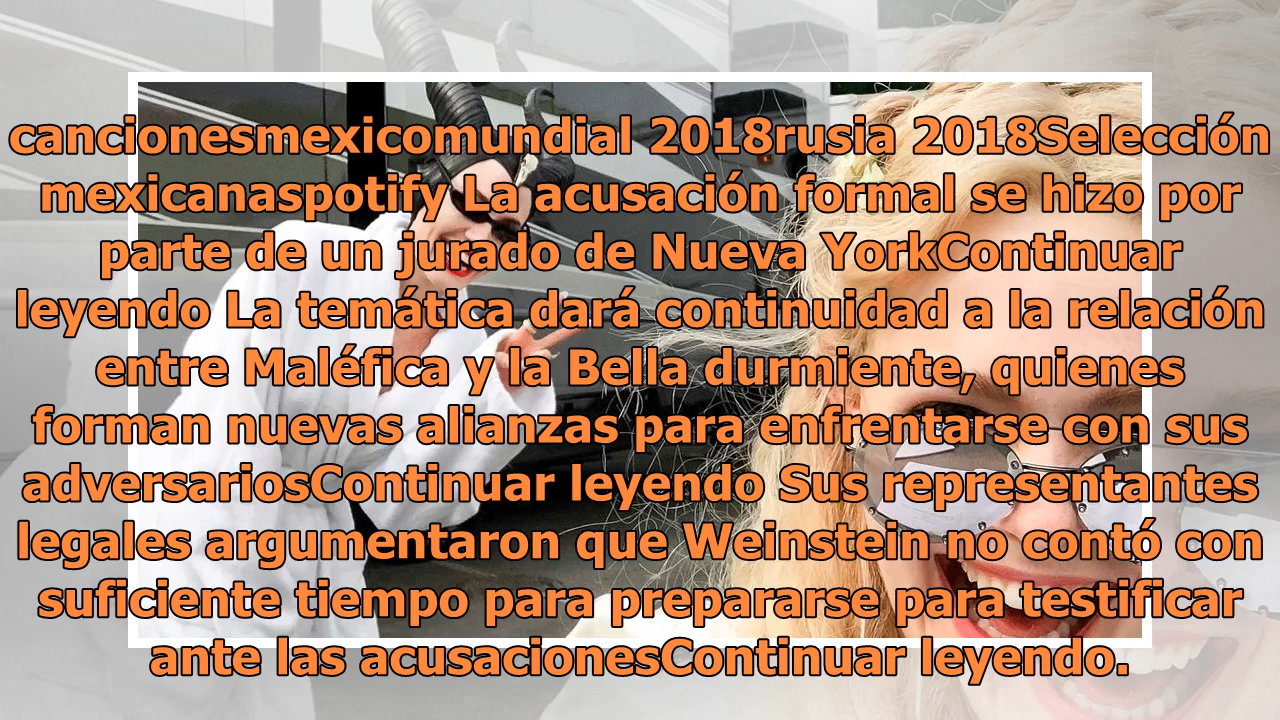 cancionesmexicomundial 2018rusia 2018Selección
mexicanaspotify La acusación formal se hizo por
parte de un jurado de Nueva YorkContinuar
leyendo La temática dará continuidad a la relación
entre Maléfica y la Bella durmiente, quienes
forman nuevas alianzas para enfrentarse con sus
adversariosContinuar leyendo Sus representantes
legales argumentaron que Weinstein no contó con
suficiente tiempo para prepararse para testificar
ante las acusacionesContinuar leyendo.